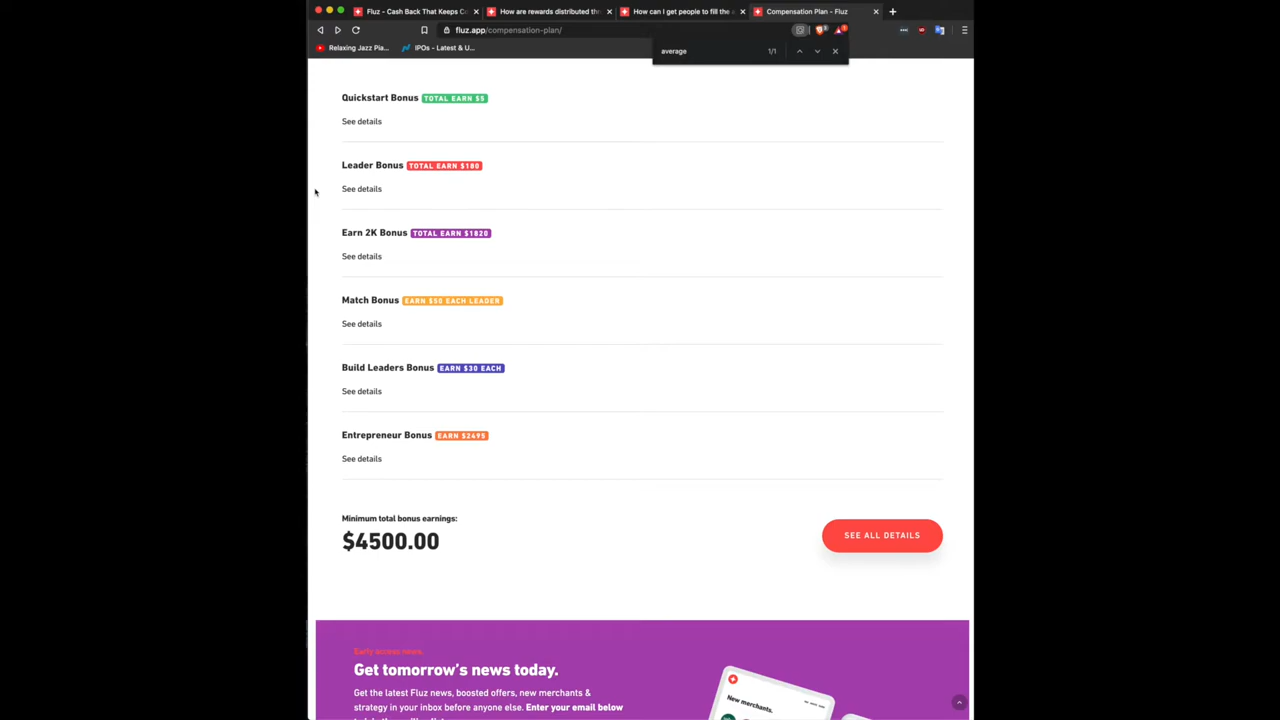 Fluz - Cash Back That Keeps Ca
How are rewards distributed thr
How can I get people to fill the a
Compensation Plan - Fluz
fluz.app/compensation-plan/
Relaxing Jazz Pia...
IPOs - Latest & U...
average
1/1
Quickstart Bonus TOTAL EARN $5
See details
Leader Bonus TOTAL EARN $180
See details
Earn 2K Bonus TOTAL EARN $1820
See details
Match Bonus EARN $50 EACH LEADER
See details
Build Leaders Bonus EARN $30 EACH
See details
Entrepreneur Bonus EARN $2495
See details
Minimum total bonus earnings:
$4500.00
SEE ALL DETAILS
Early access news.
Get tomorrow's news today.
Get the latest Fluz news, boosted offers, new merchants &
strategy in your inbox before anyone else. Enter your email below
New merchants.